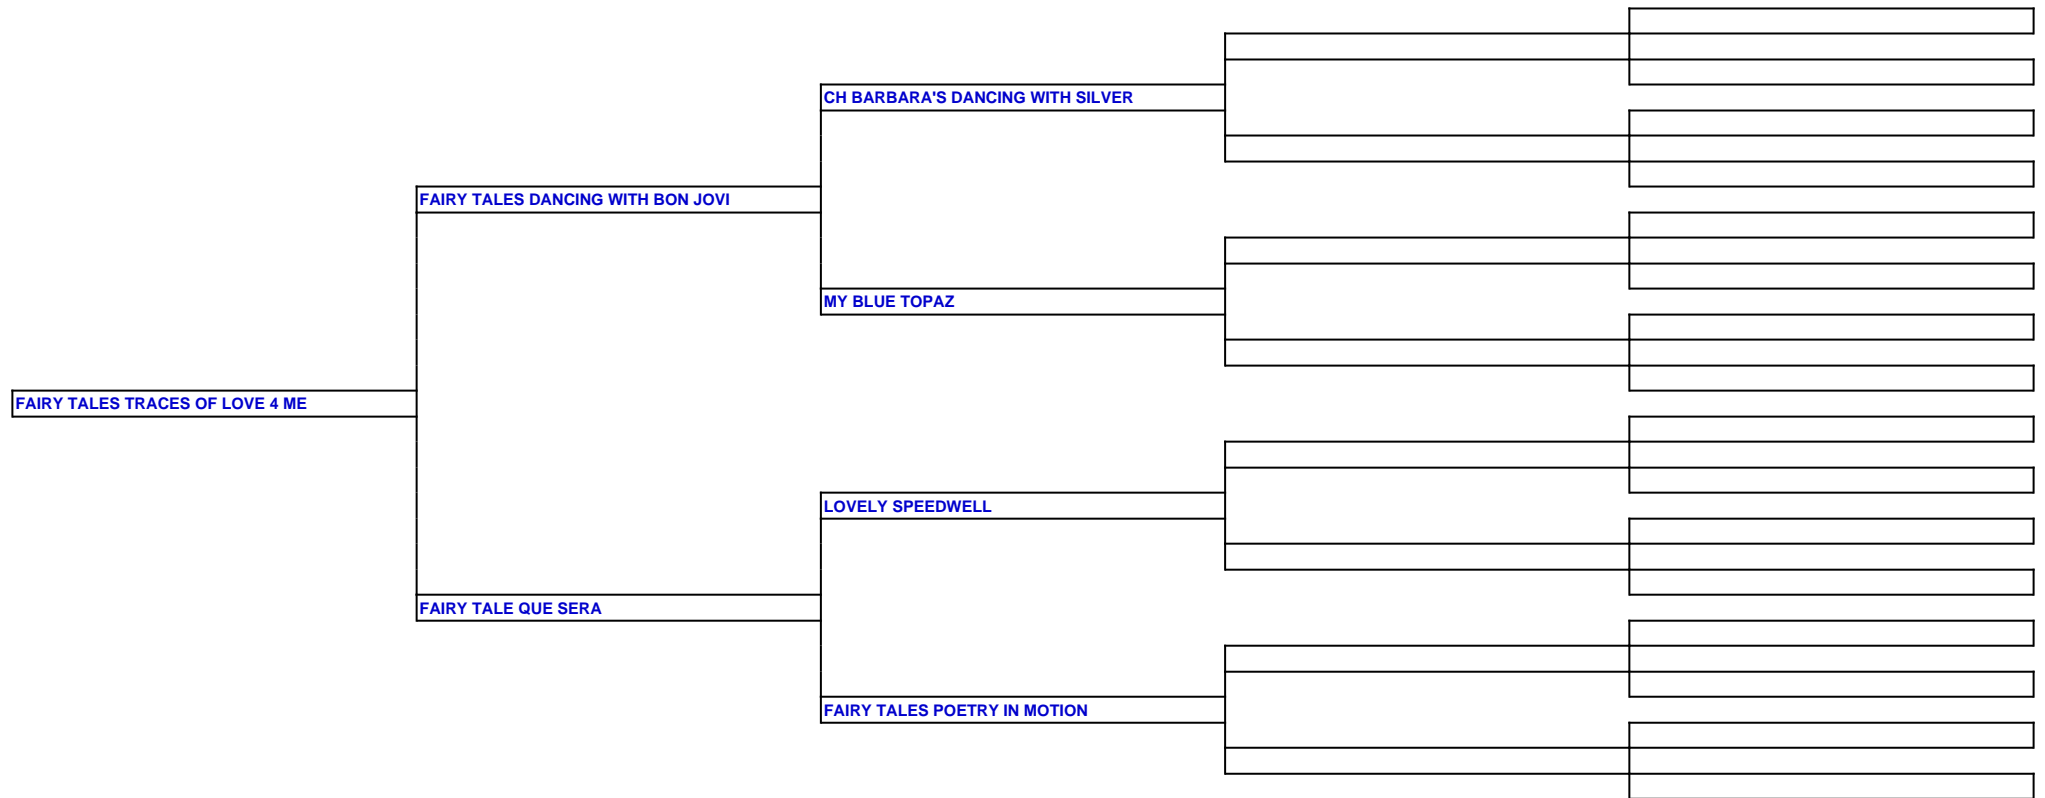 CH BARBARA'S DANCING WITH SILVER
FAIRY TALES DANCING WITH BON JOVI
MY BLUE TOPAZ
FAIRY TALES TRACES OF LOVE 4 ME
LOVELY SPEEDWELL
FAIRY TALE QUE SERA
FAIRY TALES POETRY IN MOTION